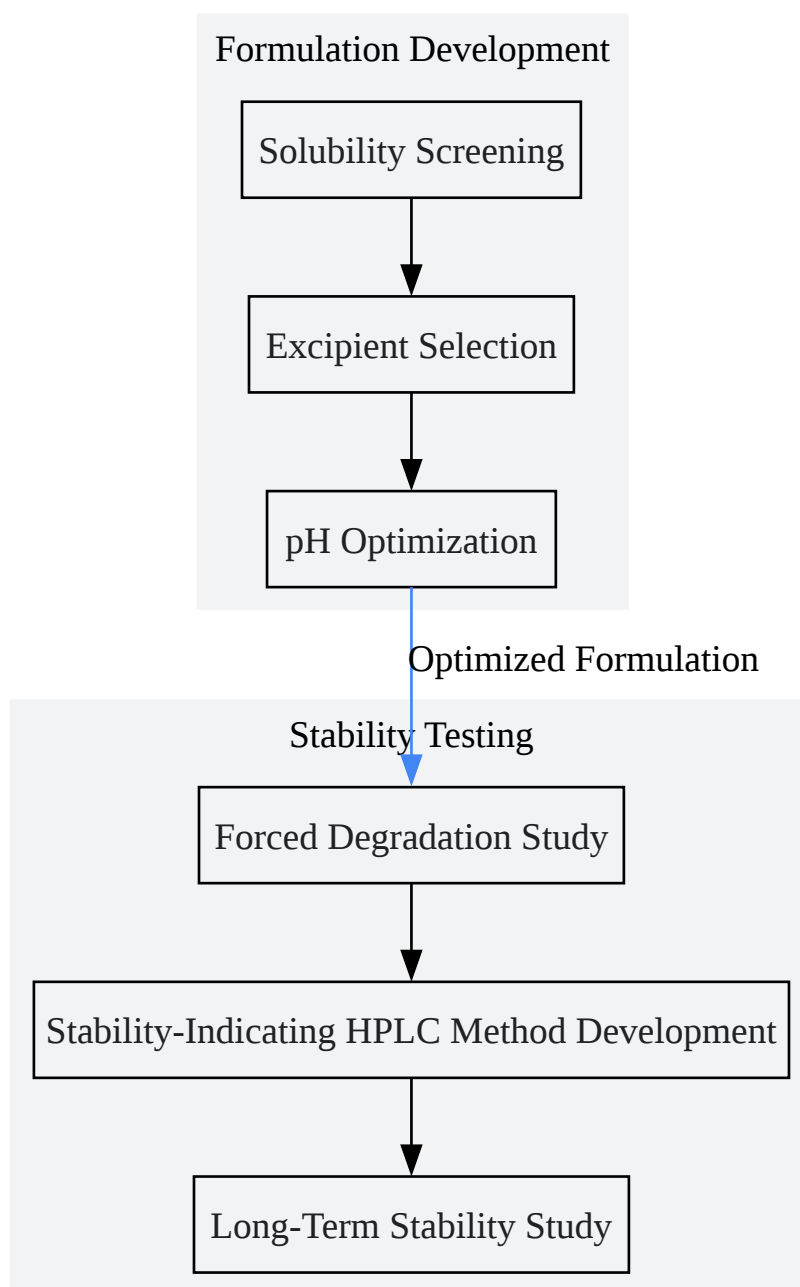 Formulation Development
Solubility Screening
Excipient Selection
pH Optimization
Optimized Formulation
Stability Testing
Forced Degradation Study
Stability-Indicating HPLC Method Development
Long-Term Stability Study